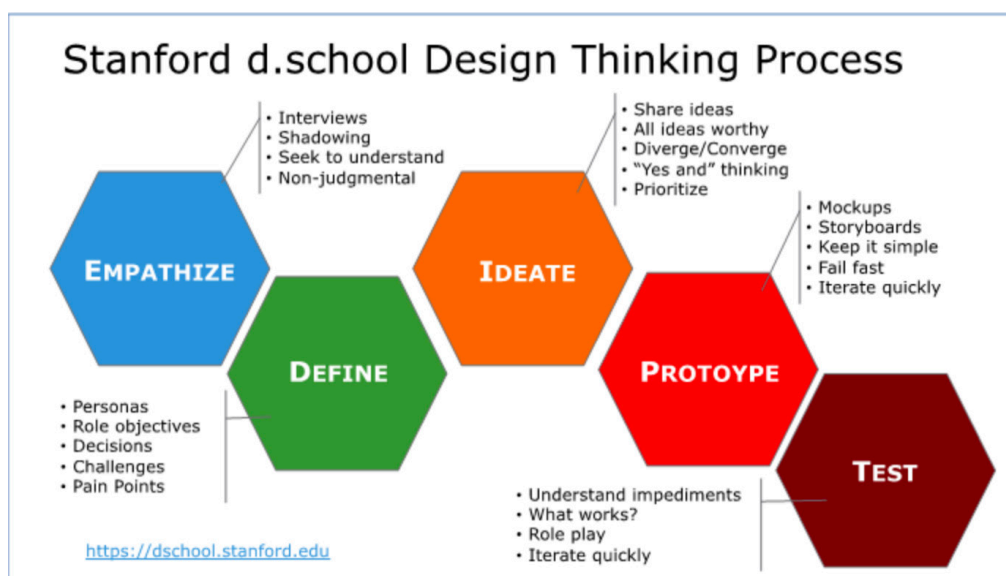 Stanford d.school Design Thinking Process
• Interviews
• Shadowing
• Seek to understand
• Non-judgmental
• Share ideas
• All ideas worthy
• Diverge/Converge
• “Yes and” thinking
• Prioritize
• Mockups
• Storyboards
• Keep it simple
• Fail fast
• Iterate quickly
EMPATHIZE
IDEATE
DEFINE
PROTOYPE
• Personas
• Role objectives
• Decisions
• Challenges
• Pain Points
TEST
• Understand impediments
• What works?
• Role play
• Iterate quickly
https://dschool.stanford.edu